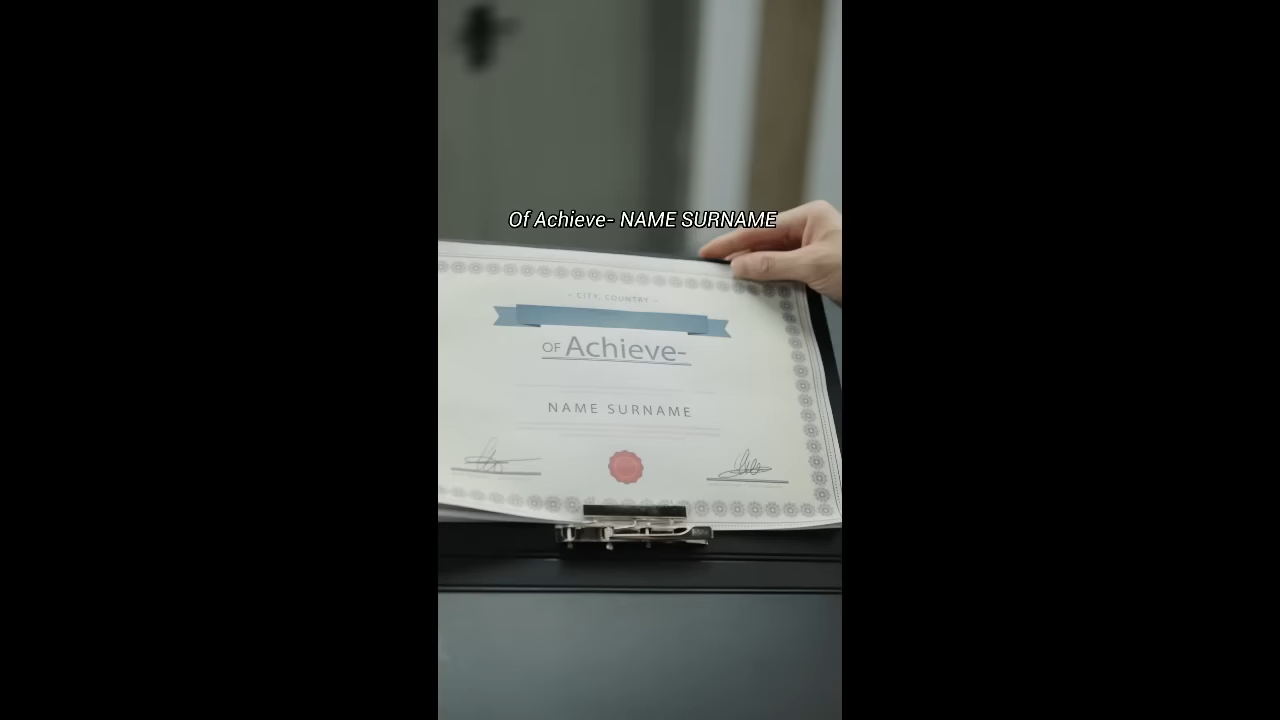 Of Achieve- NAME SURNAME
- CITY, COUNTRY -
OF Achieve-
NAME SURNAME